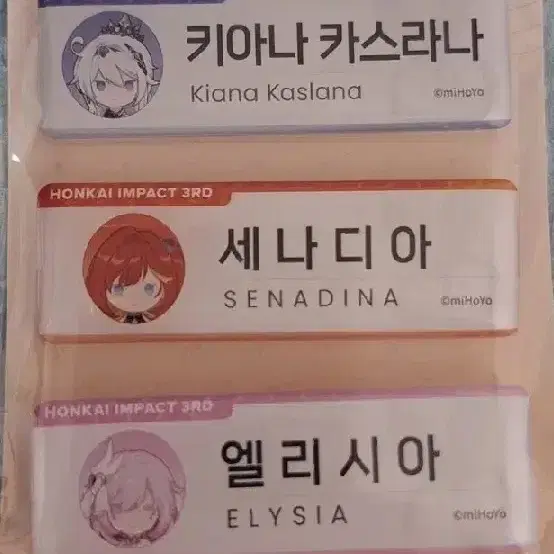 키아나 카스라나
Kiana Kaslana ©miHoYo
HONKAI IMPACT 3RD
세나디아
SENADINA ©miHoYo
HONKAI IMPACT 3RD
엘리시아
ELYSIA ©miHoYo